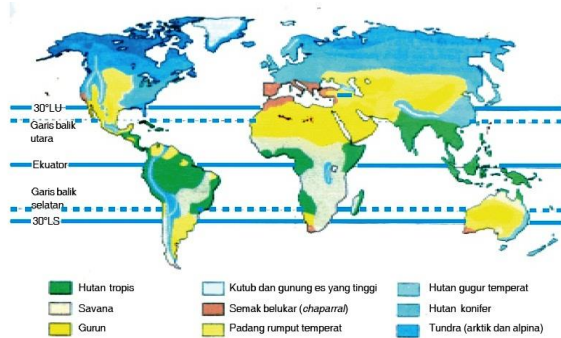 30°LU
Garis balik
utara
Ekuator
Garis balik
selatan
30°LS
Hutan tropis
Savana
Gurun
Kutub dan gunung es yang tinggi
Semak belukar (chaparral)
Padang rumput temperat
Hutan gugur temperat
Hutan konifer
Tundra (arktik dan alpina)